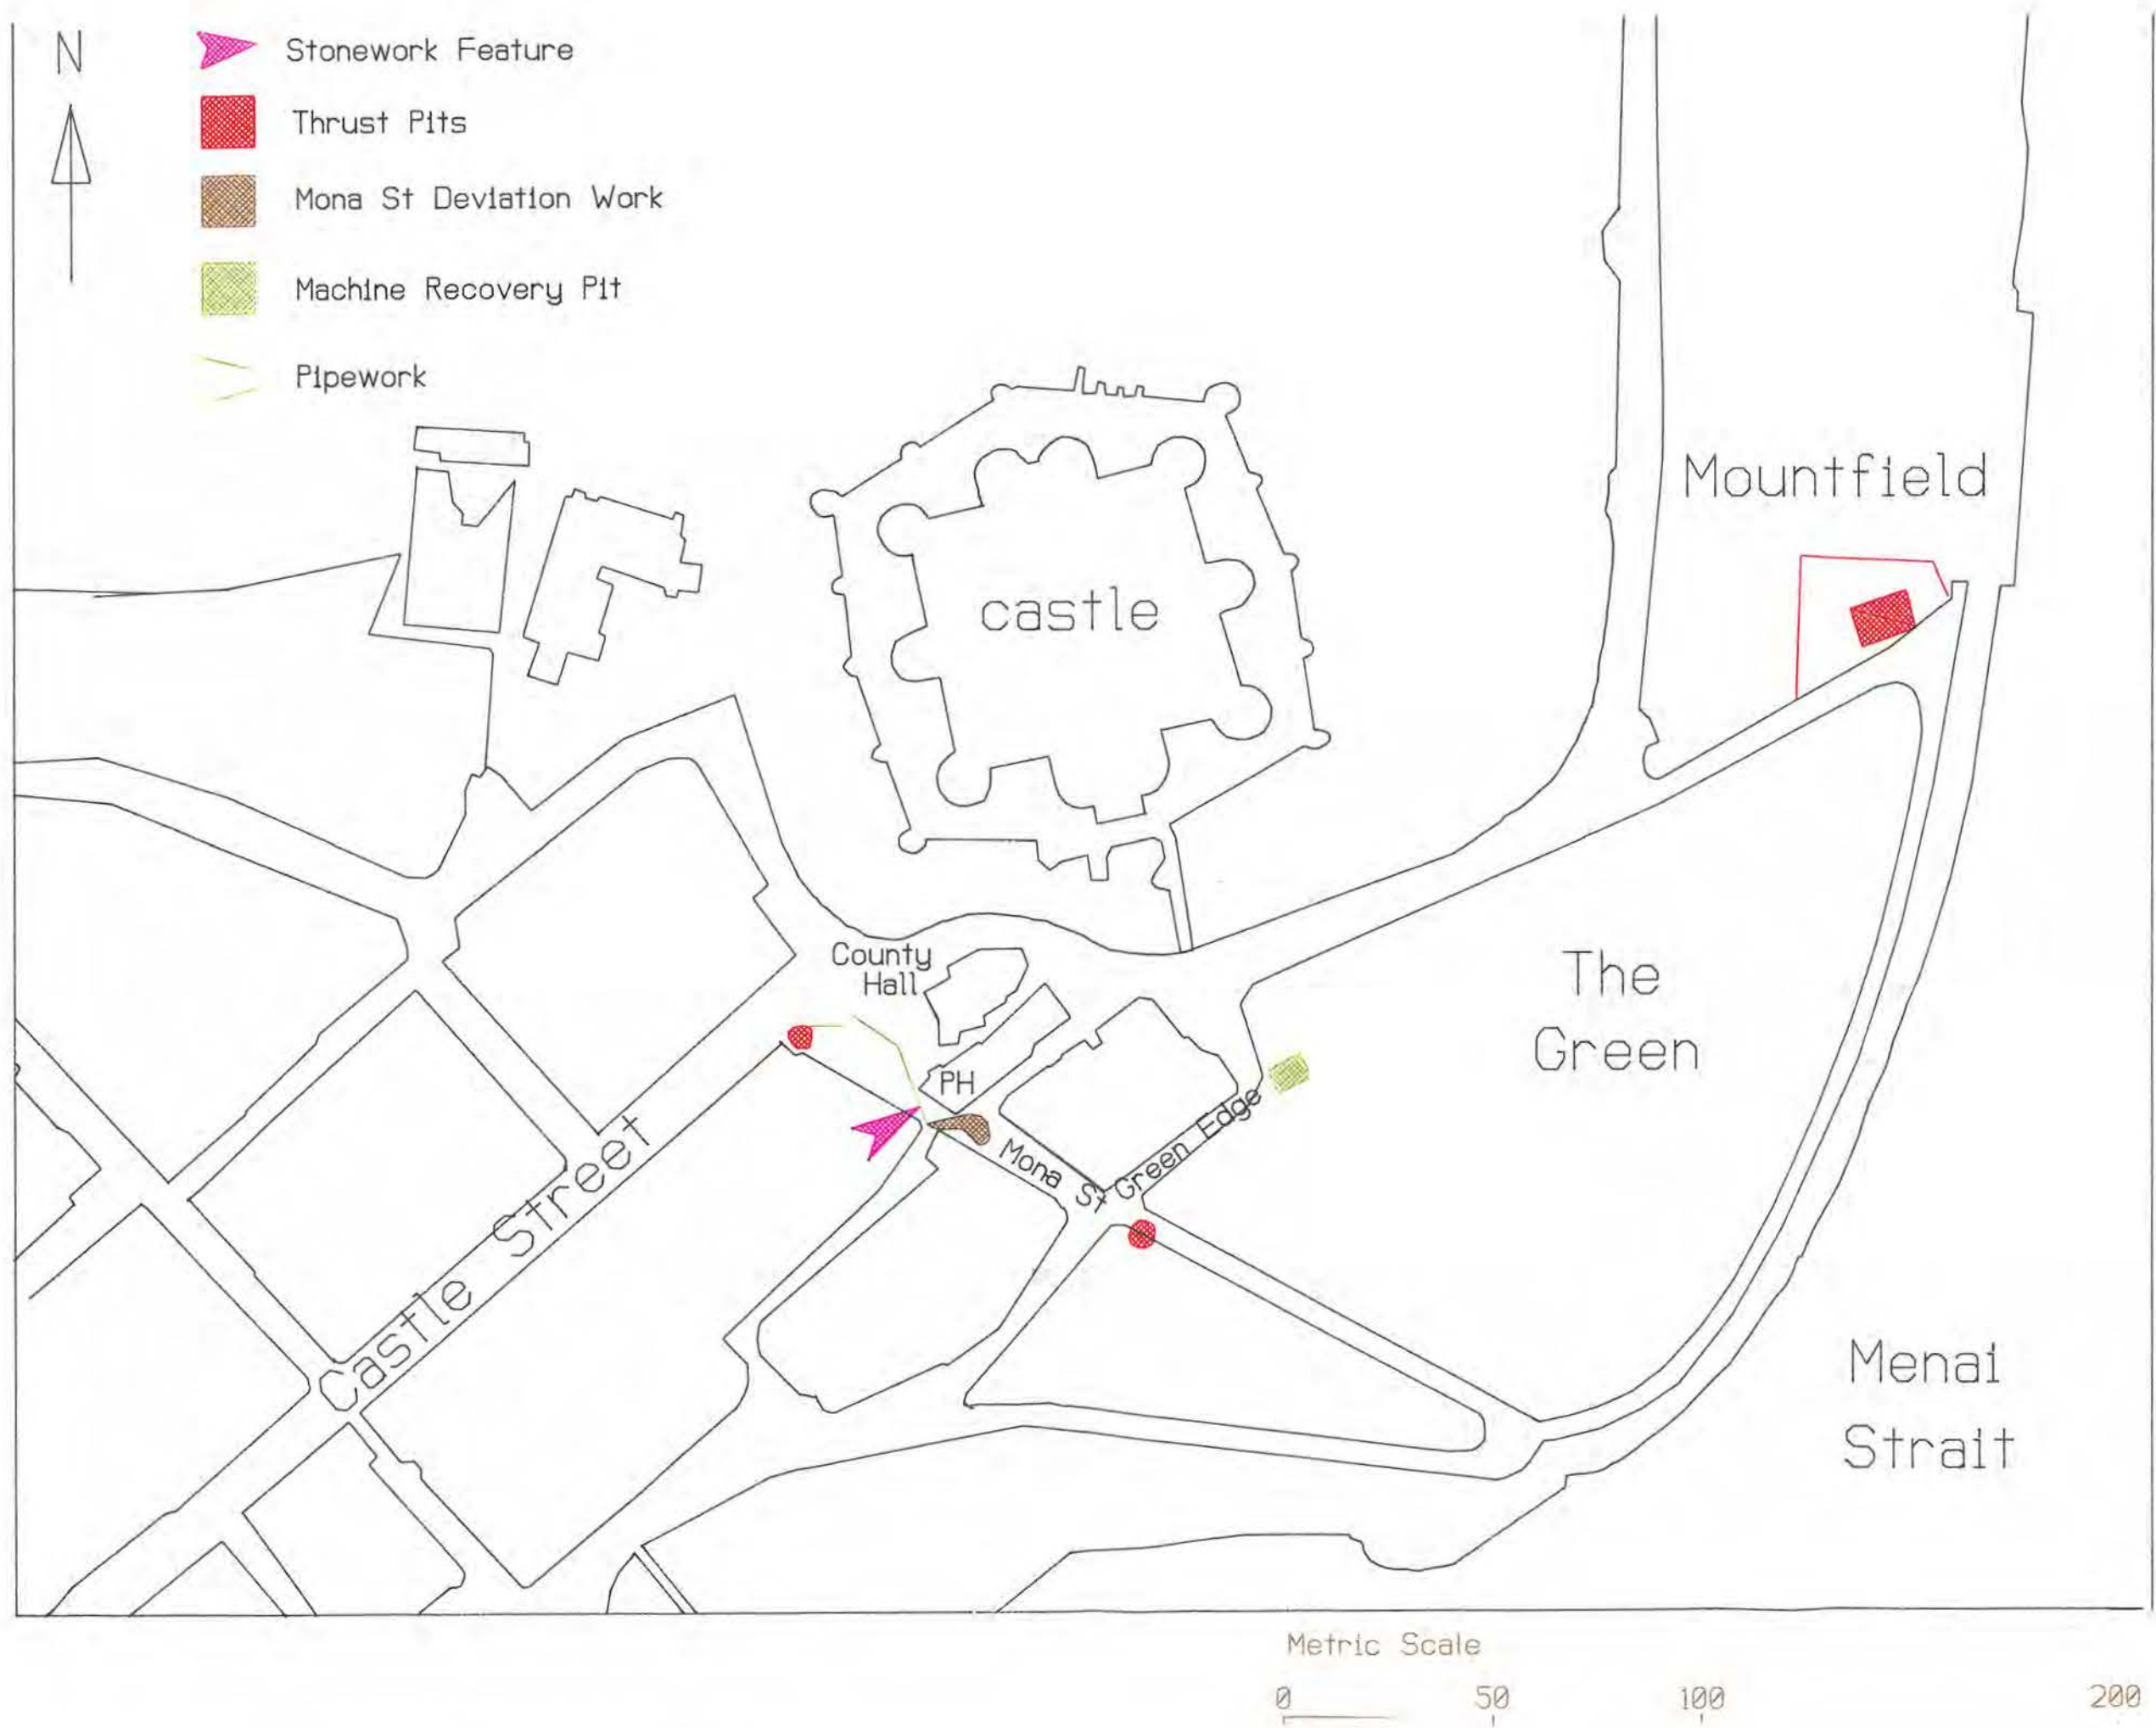 N
Stonework Feature
Thrust Pits
Mona St Deviation Work
Machine Recovery Pit
Pipework
Mountfield
castle
County
Hall
The
Green
PH
Mona St
Green Edge
Castle Street
Menai
Strait
Metric Scale
0 50 100 200